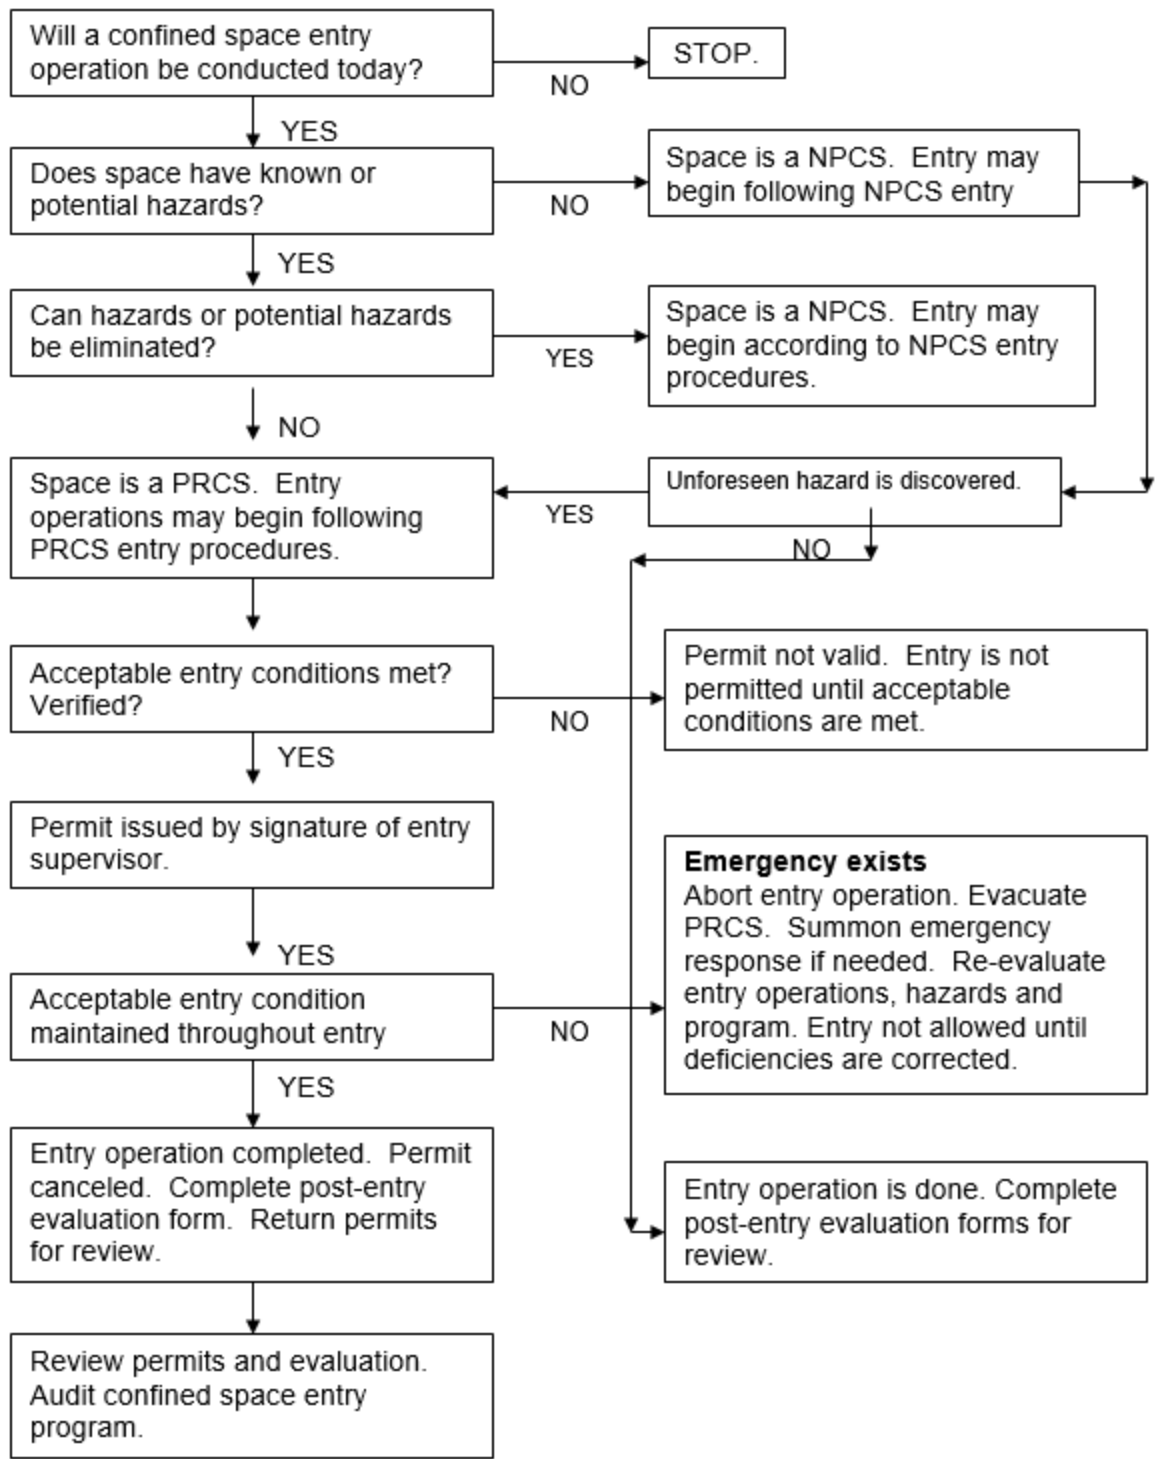 Will a confined space entry
operation be conducted today?
STOP.
NO
YES
Does space have known or
potential hazards?
NO
Space is a NPCS.  Entry may
begin following NPCS entry
YES
Can hazards or potential hazards
be eliminated?
YES
Space is a NPCS.  Entry may
begin according to NPCS entry
procedures.
NO
Space is a PRCS.  Entry
operations may begin following
PRCS entry procedures.
YES
Unforeseen hazard is discovered.
NO
Acceptable entry conditions met?
Verified?
NO
Permit not valid.  Entry is not
permitted until acceptable
conditions are met.
YES
Permit issued by signature of entry
supervisor.
YES
Acceptable entry condition
maintained throughout entry
NO
Emergency exists
Abort entry operation. Evacuate
PRCS.  Summon emergency
response if needed.  Re-evaluate
entry operations, hazards and
program. Entry not allowed until
deficiencies are corrected.
YES
Entry operation completed.  Permit
canceled.  Complete post-entry
evaluation form.  Return permits
for review.
Entry operation is done. Complete
post-entry evaluation forms for
review.
Review permits and evaluation.
Audit confined space entry
program.